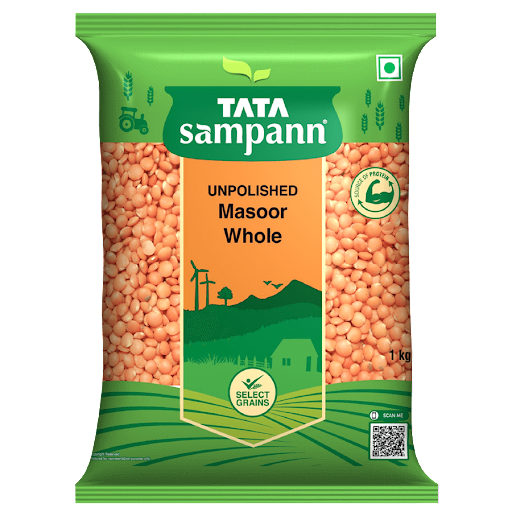 TATA
sampann®
SOURCE OF PROTEIN
UNPOLISHED
Masoor
Whole
1 kg
SELECT
GRAINS
SCAN ME